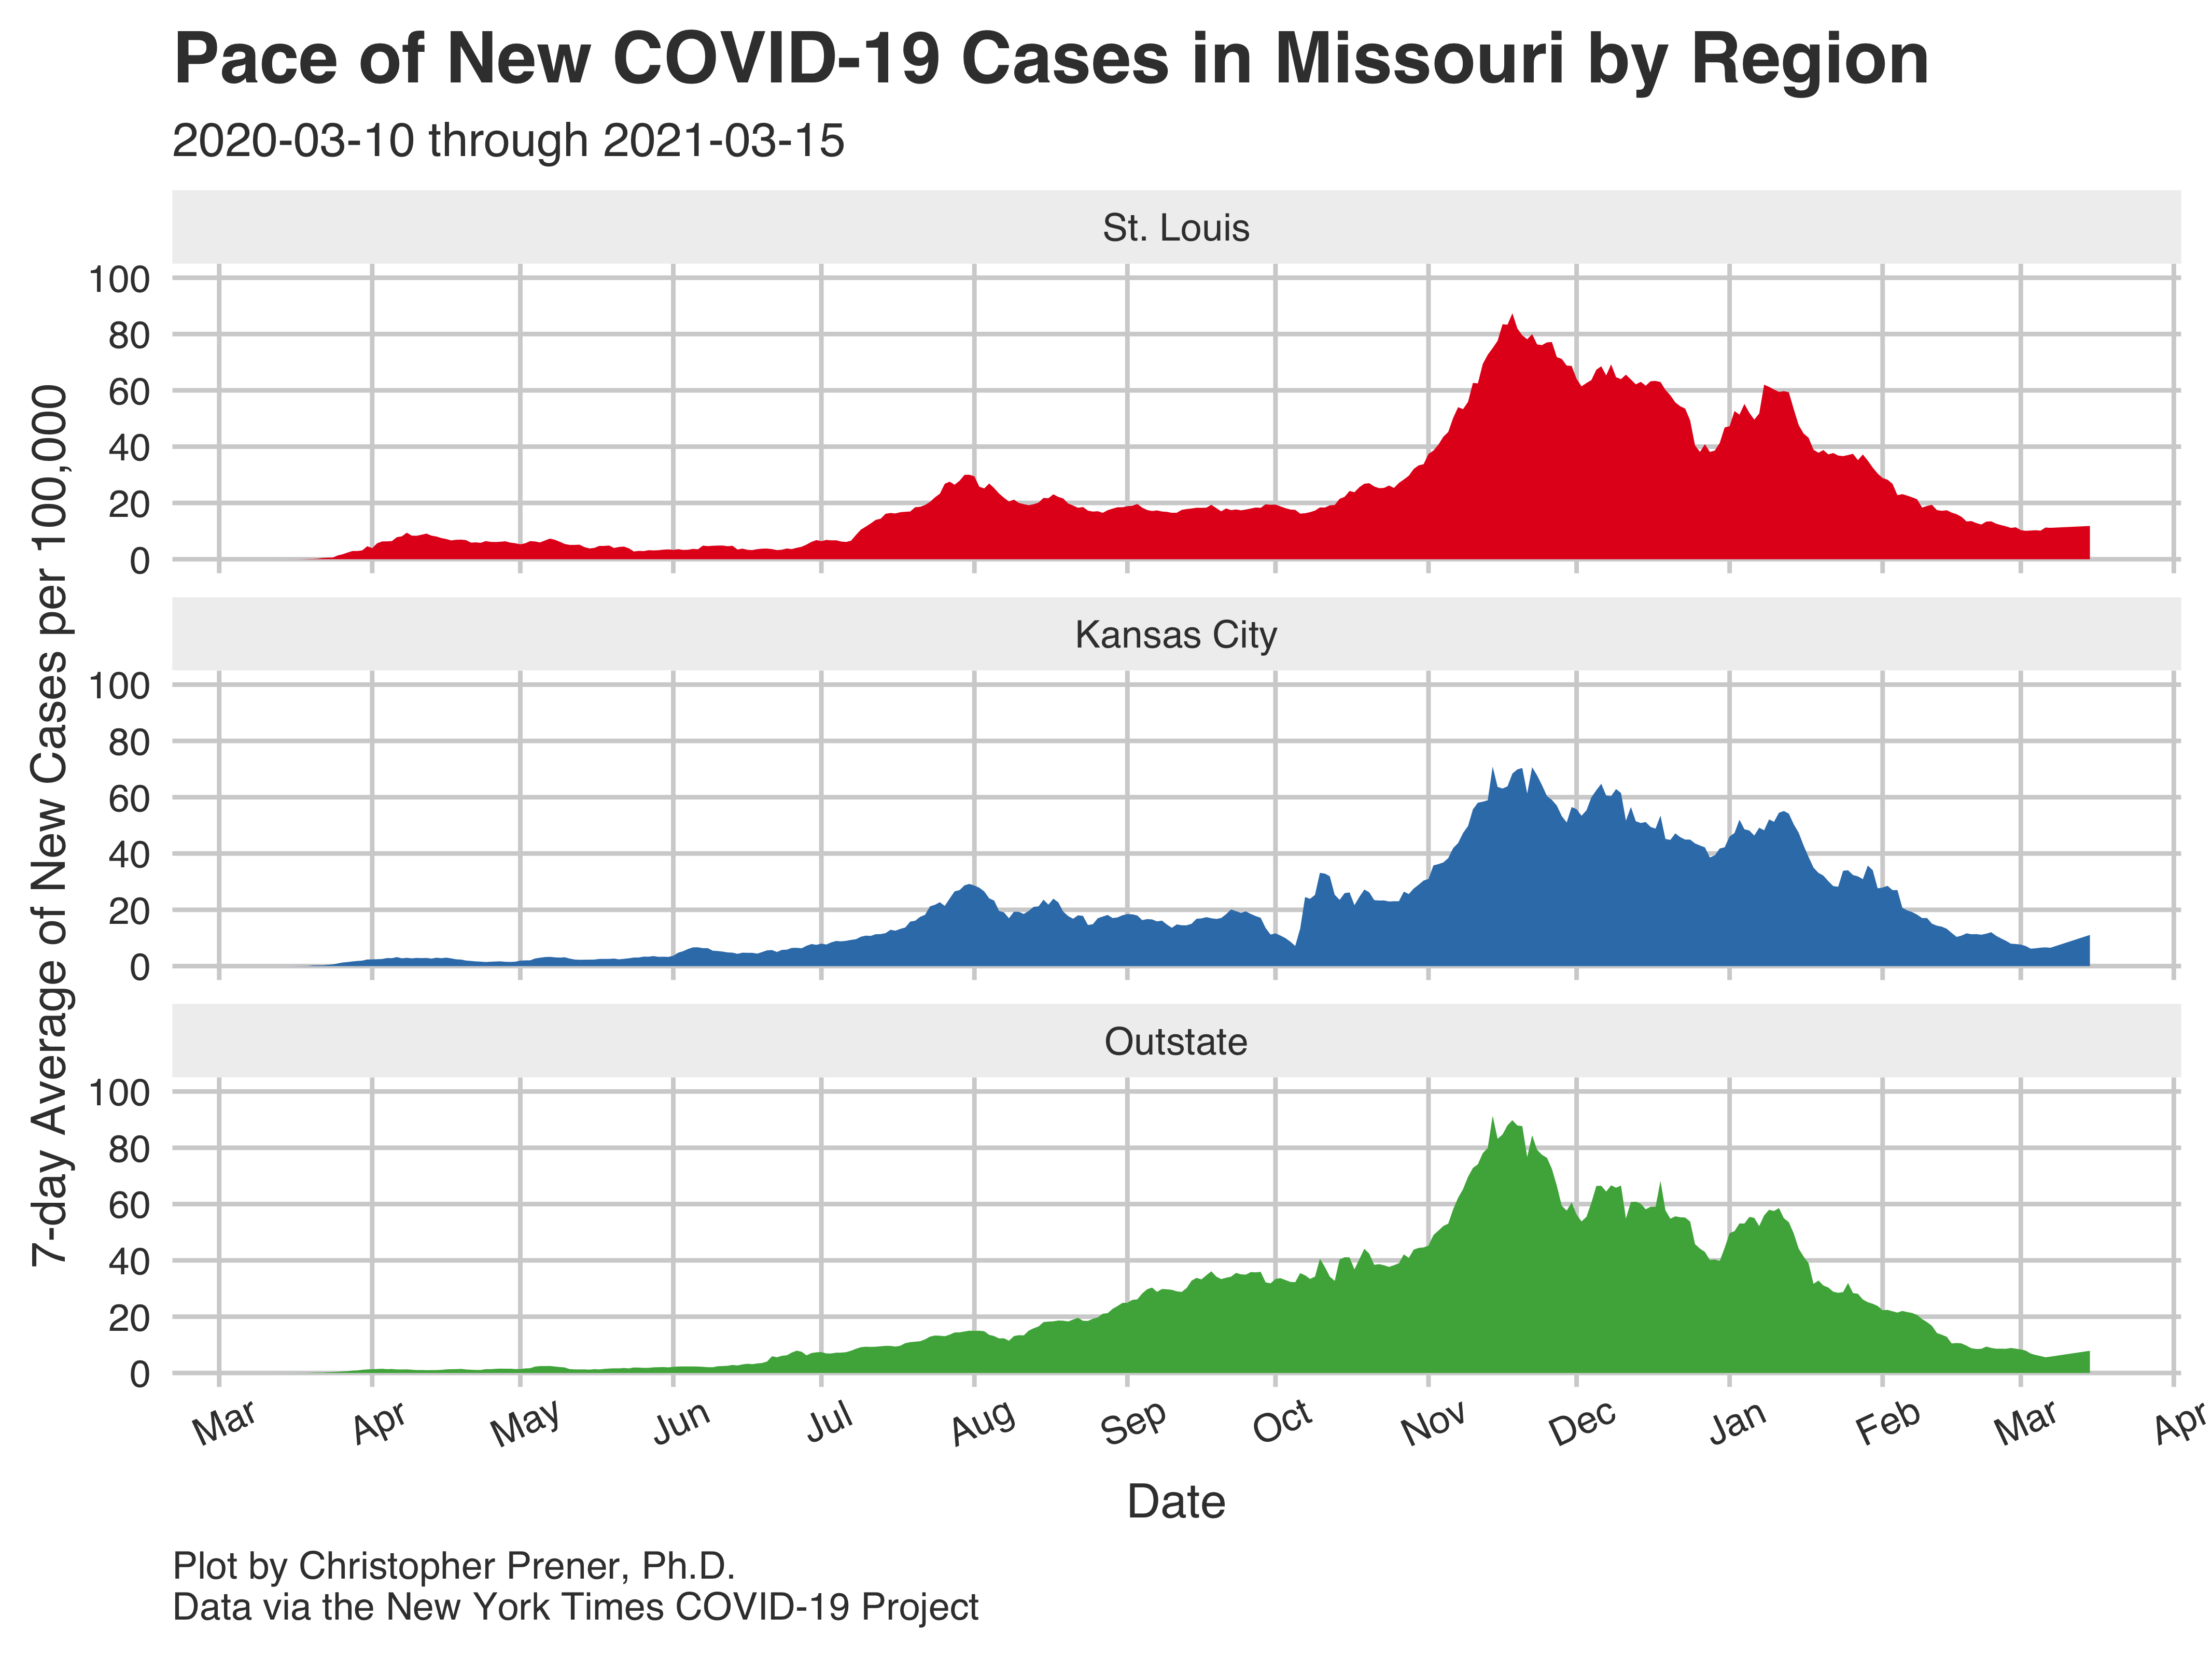 Pace of New COVID-19 Cases in Missouri by Region
2020-03-10 through 2021-03-15
7-day Average of New Cases per 100,000
St. Louis
100
80
60
40
20
0
Kansas City
100
80
60
40
20
0
Outstate
100
80
60
40
20
0
Mar Apr May Jun Jul Aug Sep Oct Nov Dec Jan Feb Mar Apr
Date
Plot by Christopher Prener, Ph.D.
Data via the New York Times COVID-19 Project